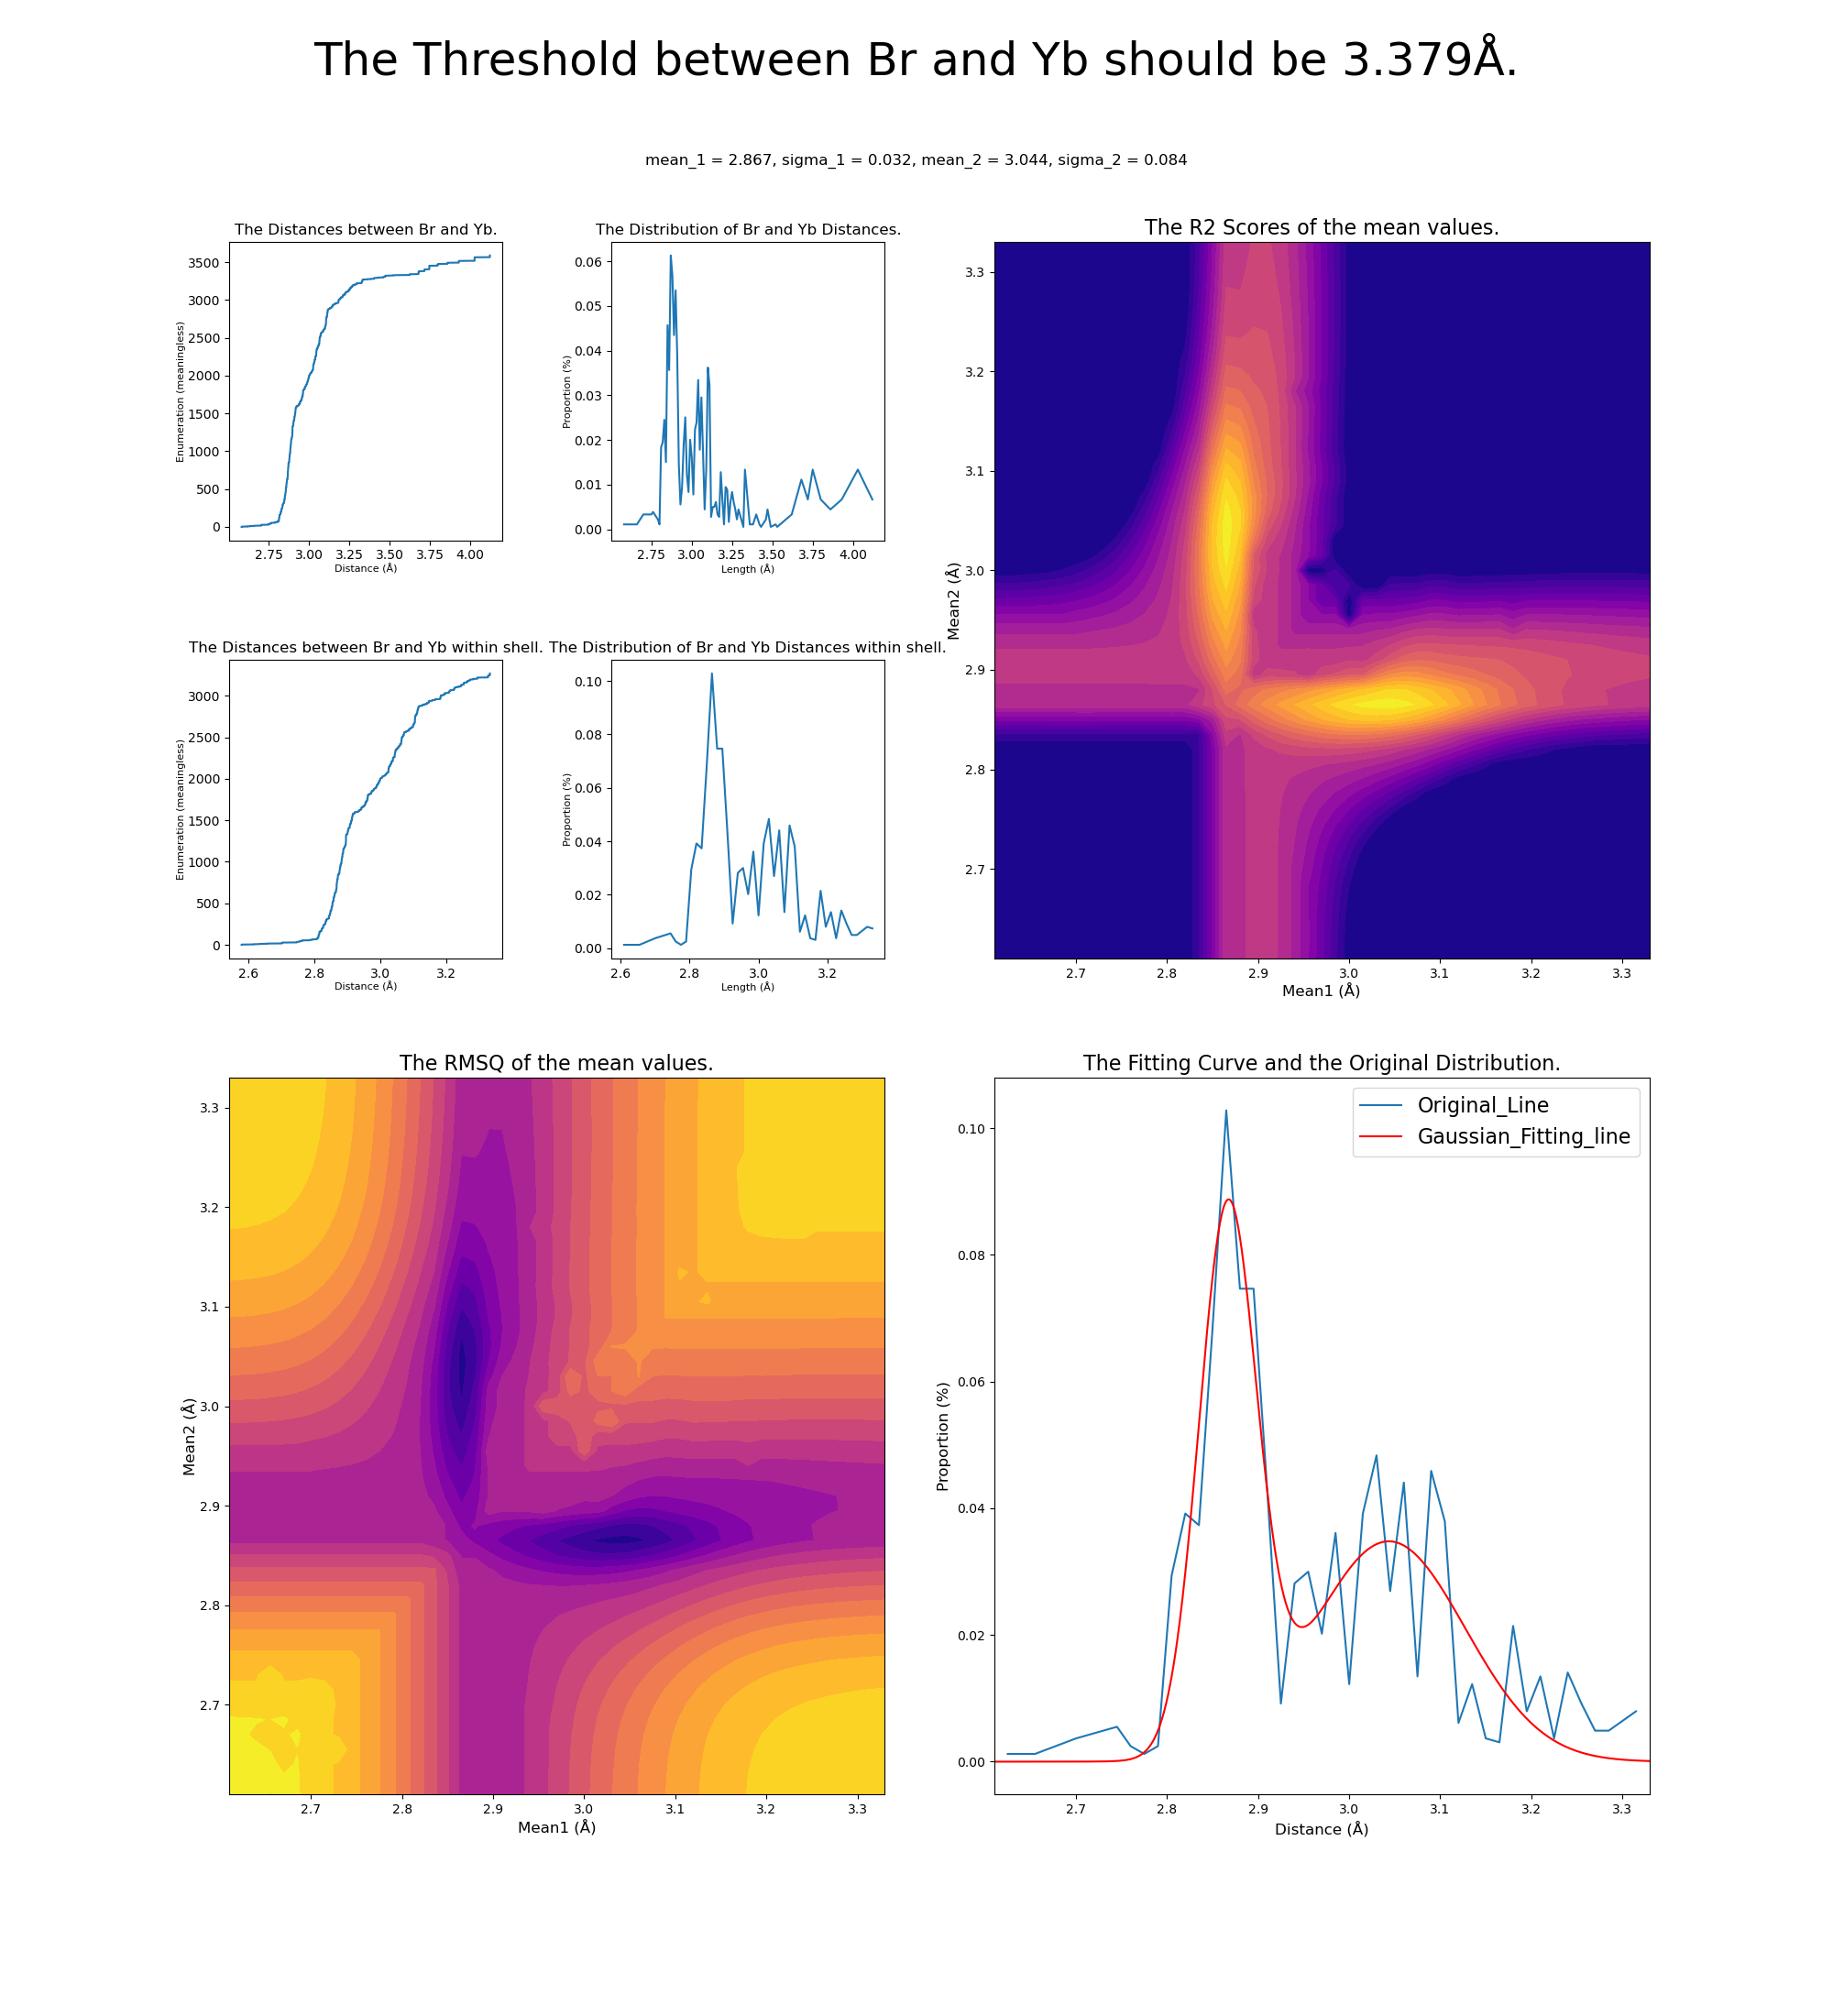 The Threshold between Br and Yb should be 3.379Å.
mean_1 = 2.867, sigma_1 = 0.032, mean_2 = 3.044, sigma_2 = 0.084
The Distances between Br and Yb.
3500
3000
2500
2000
1500
1000
500
0
Enumeration (meaningless)
2.75 3.00 3.25 3.50 3.75 4.00
Distance (Å)
The Distribution of Br and Yb Distances.
0.06
0.05
0.04
0.03
0.02
0.01
0.00
Proportion (%)
2.75 3.00 3.25 3.50 3.75 4.00
Length (Å)
The R2 Scores of the mean values.
3.3
3.2
3.1
3.0
2.9
2.8
2.7
Mean2 (Å)
2.7 2.8 2.9 3.0 3.1 3.2 3.3
Mean1 (Å)
The Distances between Br and Yb within shell.
3000
2500
2000
1500
1000
500
0
Enumeration (meaningless)
2.6 2.8 3.0 3.2
Distance (Å)
The Distribution of Br and Yb Distances within shell.
0.10
0.08
0.06
0.04
0.02
0.00
Proportion (%)
2.6 2.8 3.0 3.2
Length (Å)
The RMSQ of the mean values.
3.3
3.2
3.1
3.0
2.9
2.8
2.7
Mean2 (Å)
2.7 2.8 2.9 3.0 3.1 3.2 3.3
Mean1 (Å)
The Fitting Curve and the Original Distribution.
Original_Line
Gaussian_Fitting_line
0.10
0.08
0.06
0.04
0.02
0.00
Proportion (%)
2.7 2.8 2.9 3.0 3.1 3.2 3.3
Distance (Å)